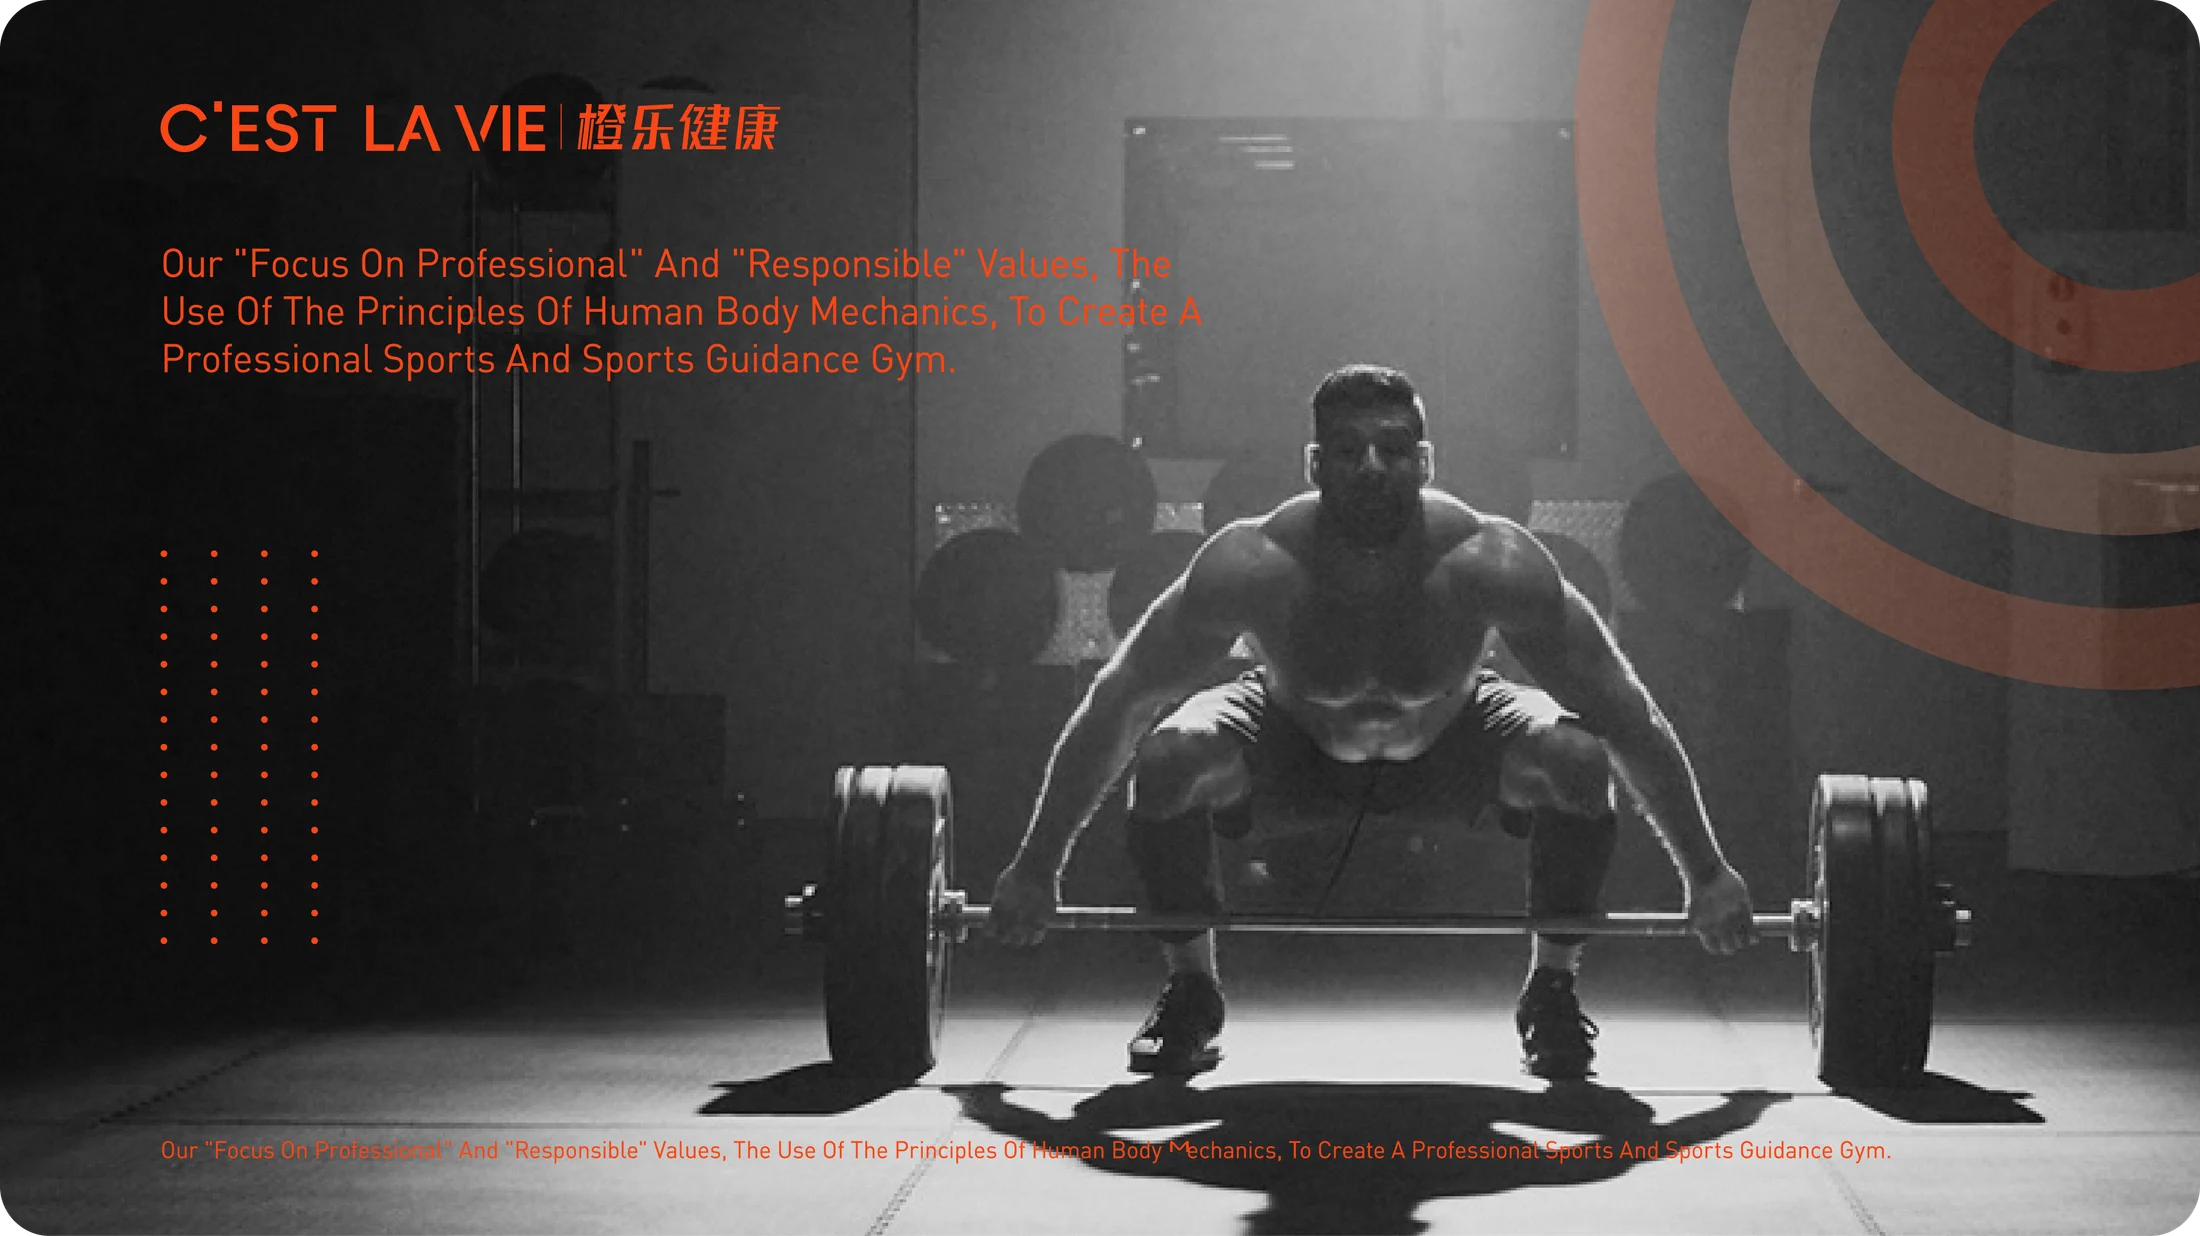 C'EST LA VIE | 橙乐健康
Our "Focus On Professional" And "Responsible" Values, The
Use Of The Principles Of Human Body Mechanics, To Create A
Professional Sports And Sports Guidance Gym.
Our "Focus On Professional" And "Responsible" Values, The Use Of The Principles Of Human Body Mechanics, To Create A Professional Sports And Sports Guidance Gym.